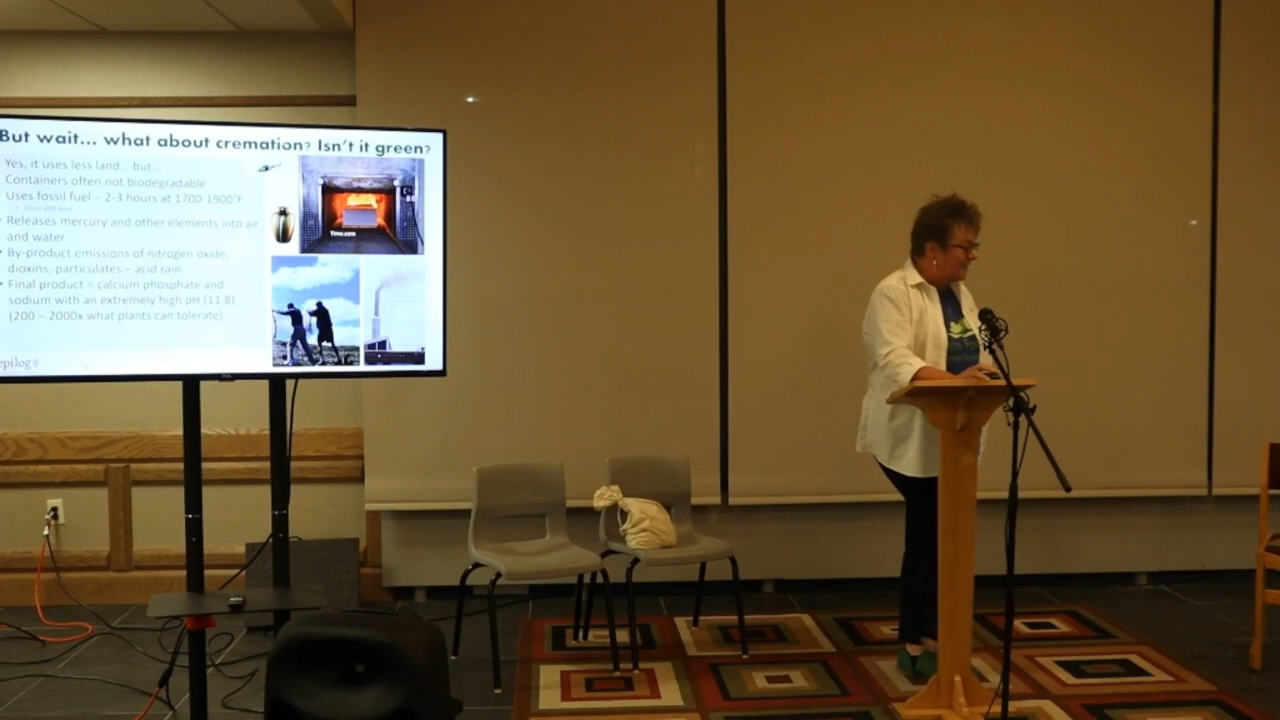 But wait... what about cremation? Isn't it green?
Yes, it uses less land... but...
Containers often not biodegradable
Uses fossil fuel – 2-3 hours at 1700-1900°F
Releases mercury and other elements into air
and water
By-product emissions of nitrogen oxide,
dioxins, particulates – acid rain
Final product = calcium phosphate and
sodium with an extremely high pH (11.8)
(200 – 2000x what plants can tolerate)
Time.com
epilog